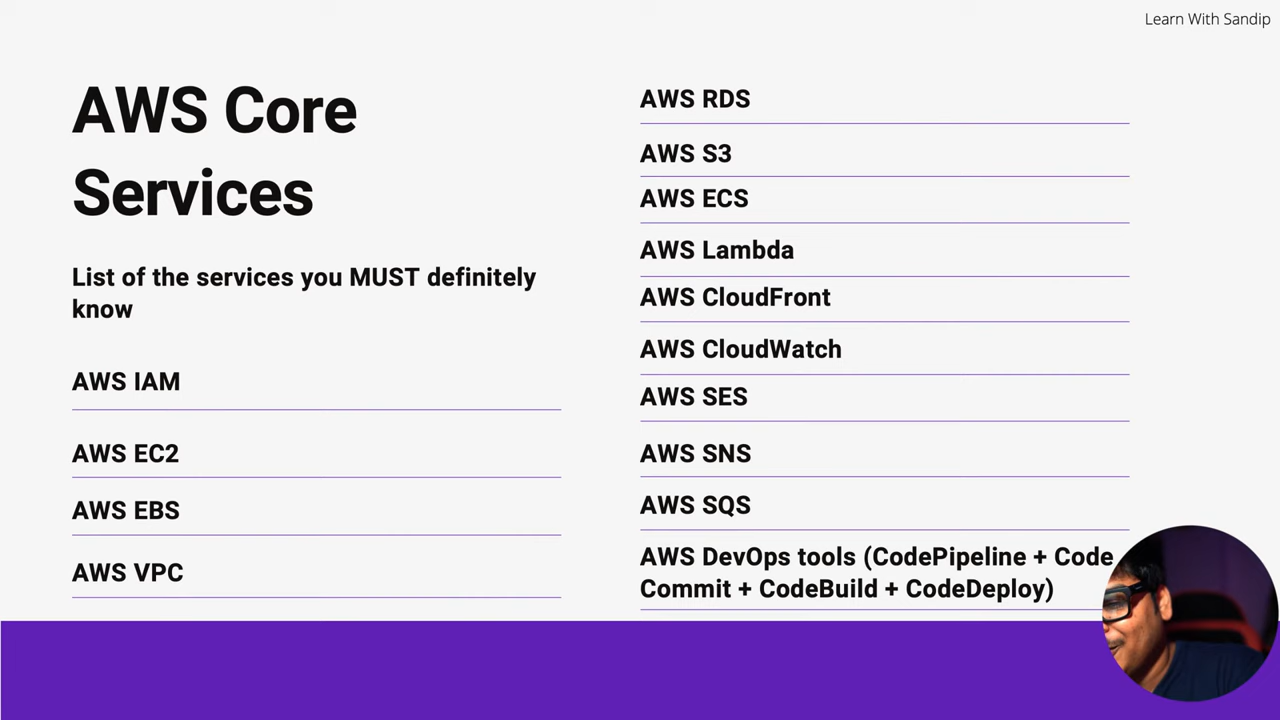 Learn With Sandip
AWS Core
Services
List of the services you MUST definitely
know
AWS IAM
AWS EC2
AWS EBS
AWS VPC
AWS RDS
AWS S3
AWS ECS
AWS Lambda
AWS CloudFront
AWS CloudWatch
AWS SES
AWS SNS
AWS SQS
AWS DevOps tools (CodePipeline + Code
Commit + CodeBuild + CodeDeploy)